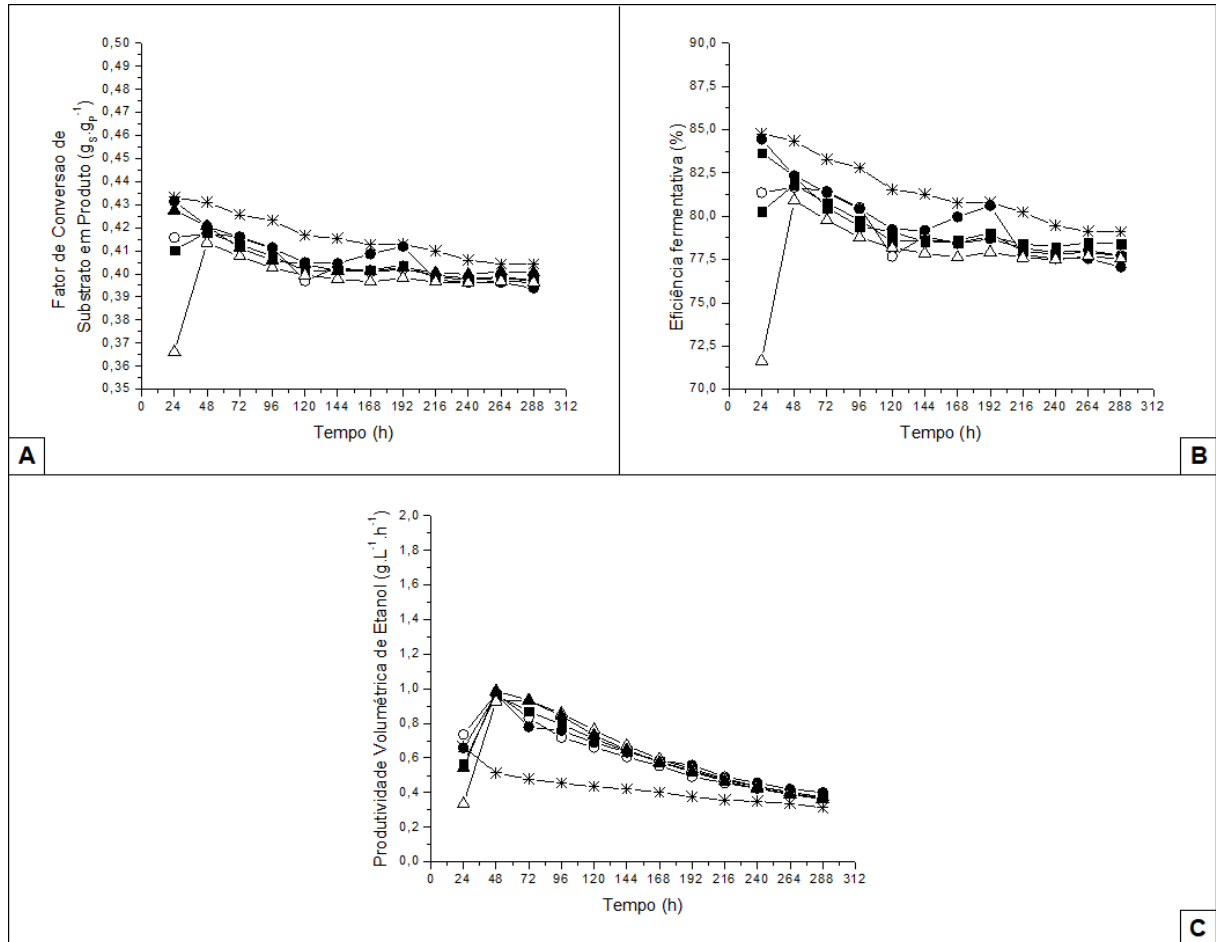 0,50
0,49
0,48
0,47
0,46
0,45
0,44
0,43
0,42
0,41
0,40
0,39
0,38
0,37
0,36
0,35
Fator de Conversao de
Substrato em Produto (gₛ.gₚ⁻¹)
0 24 48 72 96 120 144 168 192 216 240 264 288 312
Tempo (h)
A
90,0
87,5
85,0
82,5
80,0
77,5
75,0
72,5
70,0
Eficiência fermentativa (%)
0 24 48 72 96 120 144 168 192 216 240 264 288 312
Tempo (h)
B
2,0
1,8
1,6
1,4
1,2
1,0
0,8
0,6
0,4
0,2
0,0
Produtividade Volumétrica de Etanol (g.L⁻¹.h⁻¹)
0 24 48 72 96 120 144 168 192 216 240 264 288 312
Tempo (h)
C